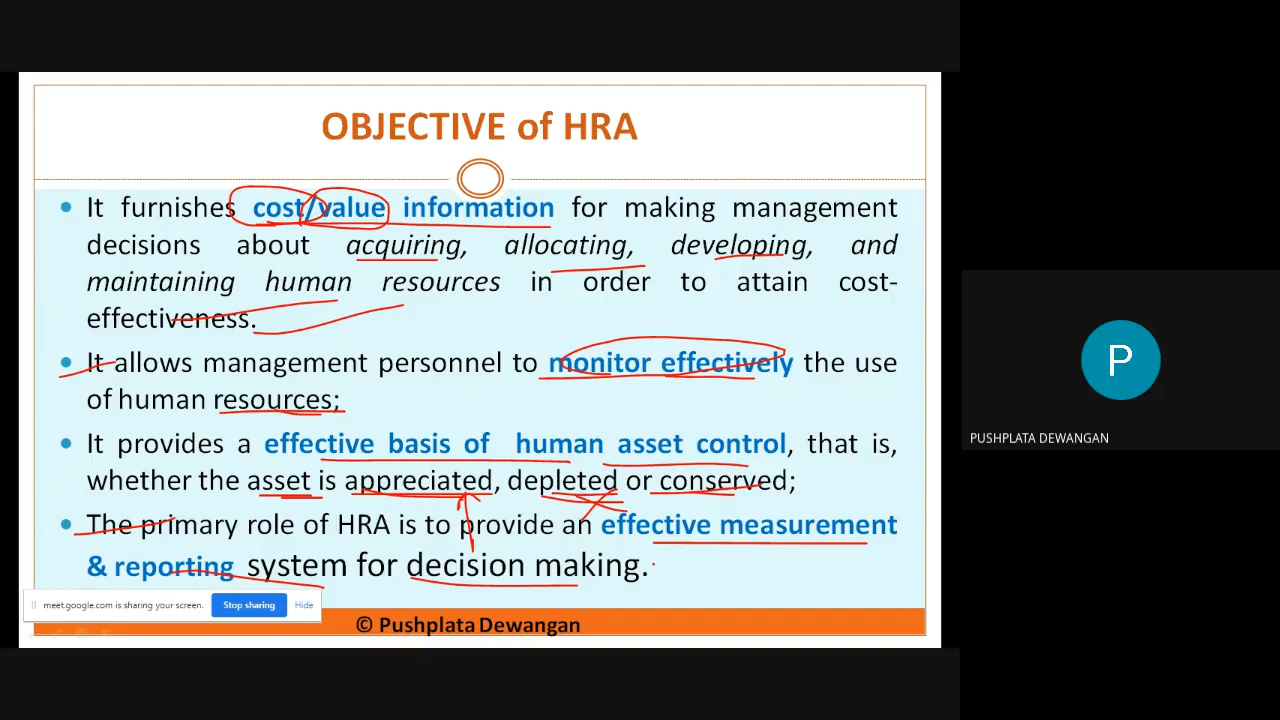 OBJECTIVE of HRA
It furnishes cost/value information for making management
decisions about acquiring, allocating, developing, and
maintaining human resources in order to attain cost-
effectiveness.
It allows management personnel to monitor effectively the use
of human resources;
It provides a effective basis of human asset control, that is,
whether the asset is appreciated, depleted or conserved;
The primary role of HRA is to provide an effective measurement
& reporting system for decision making.
meet.google.com is sharing your screen. Stop sharing Hide
© Pushplata Dewangan
P
PUSHPLATA DEWANGAN